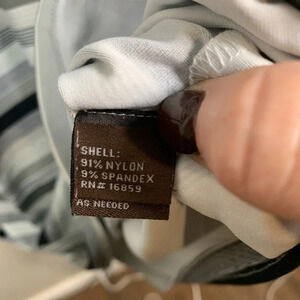 SHELL:
91% NYLON
9% SPANDEX
RN# 16859
AS NEEDED